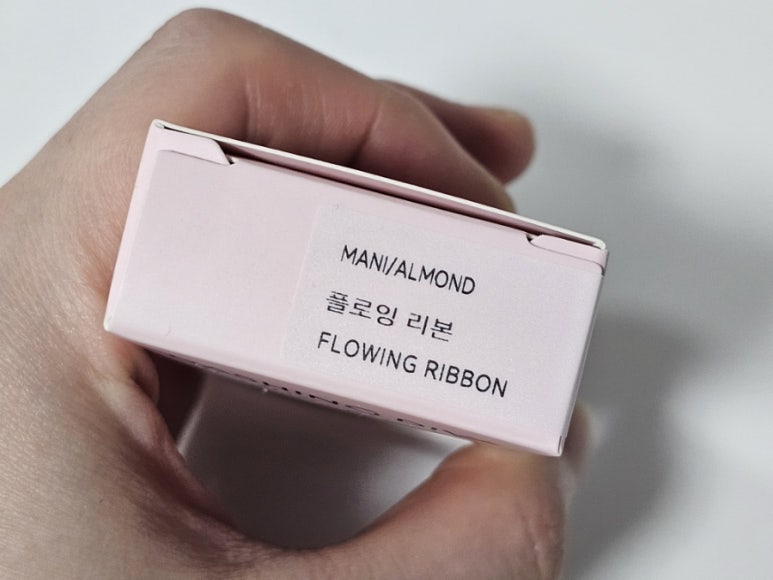 MANI/ALMOND
플로잉 리본
FLOWING RIBBON